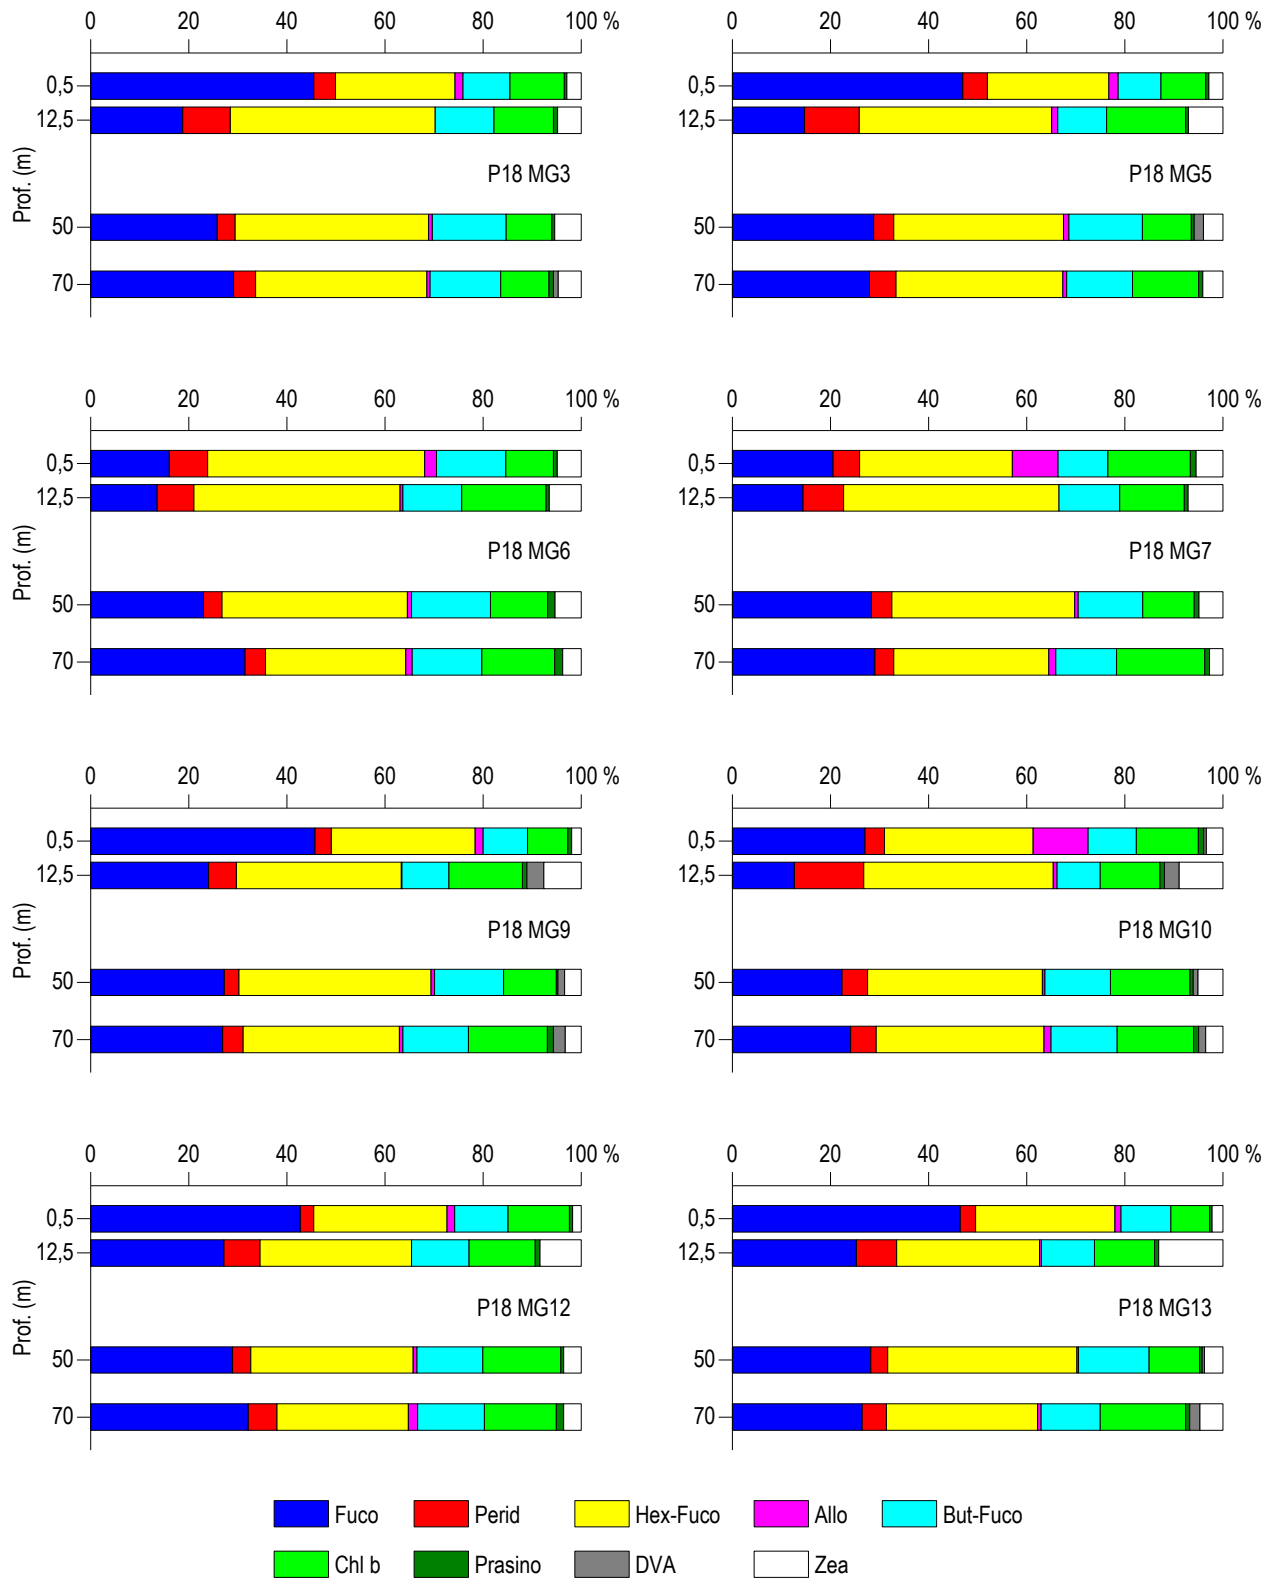 0 20 40 60 80 100 %
0 20 40 60 80 100 %
0,5
12,5
50
70
Prof. (m)
P18 MG3
0,5
12,5
50
70
P18 MG5
0 20 40 60 80 100 %
0 20 40 60 80 100 %
0,5
12,5
50
70
Prof. (m)
P18 MG6
0,5
12,5
50
70
P18 MG7
0 20 40 60 80 100 %
0 20 40 60 80 100 %
0,5
12,5
50
70
Prof. (m)
P18 MG9
0,5
12,5
50
70
P18 MG10
0 20 40 60 80 100 %
0 20 40 60 80 100 %
0,5
12,5
50
70
Prof. (m)
P18 MG12
0,5
12,5
50
70
P18 MG13
Fuco Perid Hex-Fuco Allo But-Fuco
Chl b Prasino DVA Zea